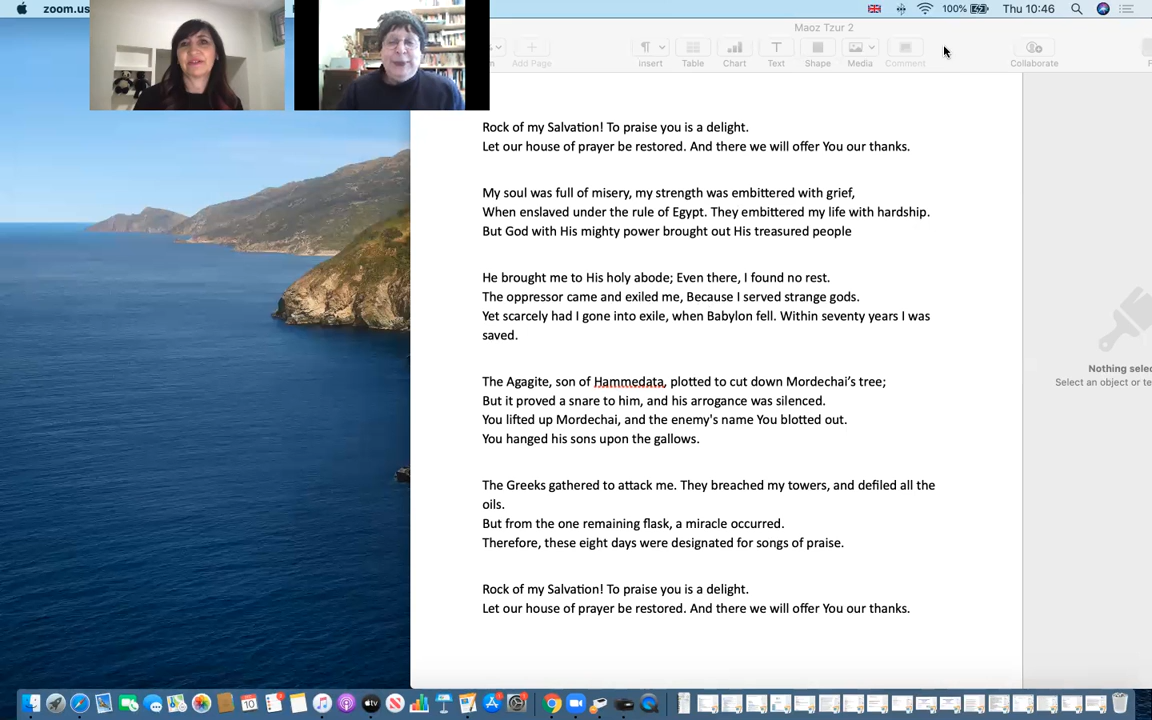 zoom.us
100%
Thu 10:46
Maoz Tzur 2
Add Page
Insert
Table
Chart
Text
Shape
Media
Comment
Collaborate
Rock of my Salvation! To praise you is a delight.
Let our house of prayer be restored. And there we will offer You our thanks.
My soul was full of misery, my strength was embittered with grief,
When enslaved under the rule of Egypt. They embittered my life with hardship.
But God with His mighty power brought out His treasured people
He brought me to His holy abode; Even there, I found no rest.
The oppressor came and exiled me, Because I served strange gods.
Yet scarcely had I gone into exile, when Babylon fell. Within seventy years I was
saved.
The Agagite, son of Hammedata, plotted to cut down Mordechai’s tree;
But it proved a snare to him, and his arrogance was silenced.
You lifted up Mordechai, and the enemy's name You blotted out.
You hanged his sons upon the gallows.
The Greeks gathered to attack me. They breached my towers, and defiled all the
oils.
But from the one remaining flask, a miracle occurred.
Therefore, these eight days were designated for songs of praise.
Rock of my Salvation! To praise you is a delight.
Let our house of prayer be restored. And there we will offer You our thanks.
Nothing selec
Select an object or te